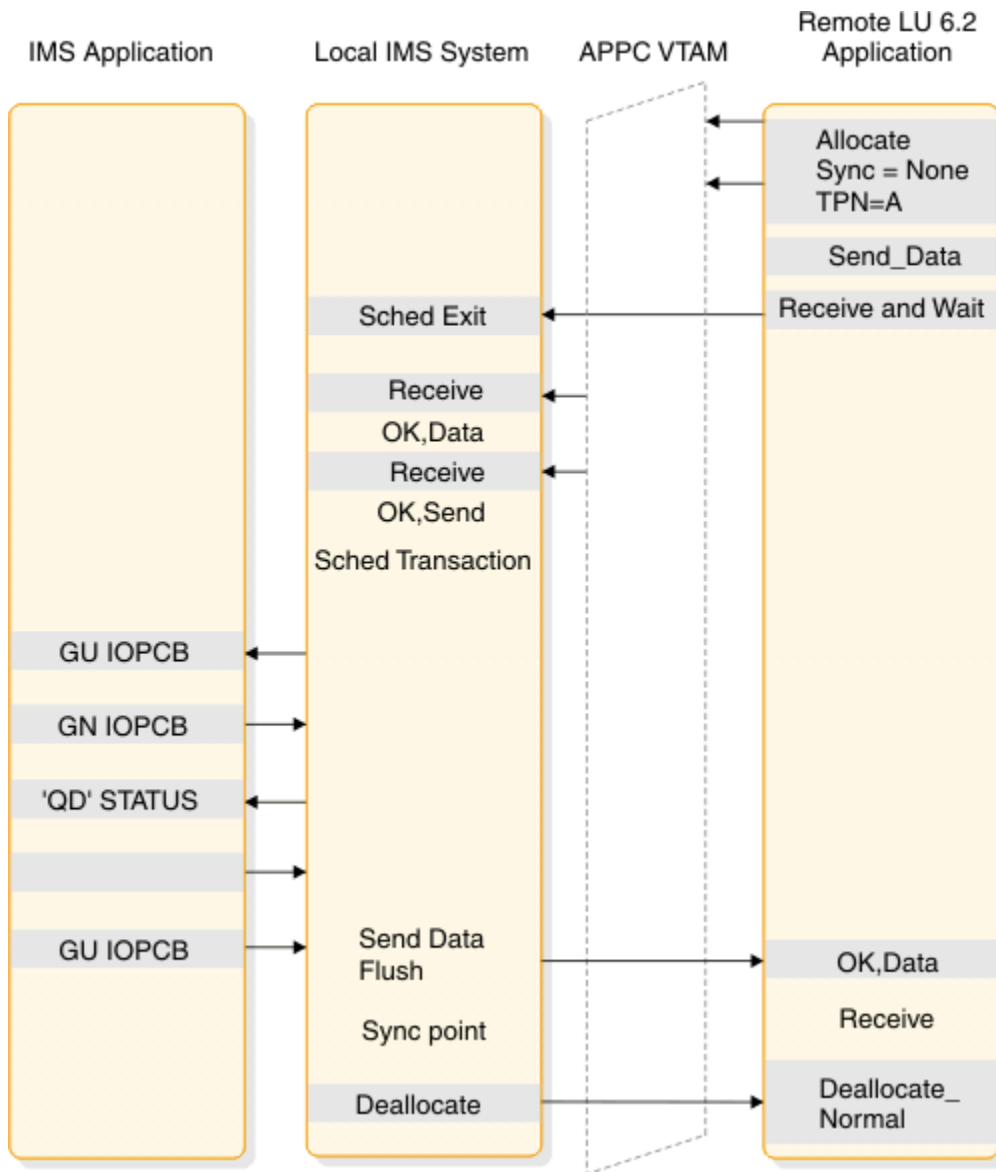 IMS Application
Local IMS System
APPC VTAM
Remote LU 6.2
Application
Allocate
Sync = None
TPN=A
Send_Data
Receive and Wait
Sched Exit
Receive
OK,Data
Receive
OK,Send
Sched Transaction
GU IOPCB
GN IOPCB
'QD' STATUS
GU IOPCB
Send Data
Flush
OK,Data
Sync point
Receive
Deallocate
Deallocate_
Normal